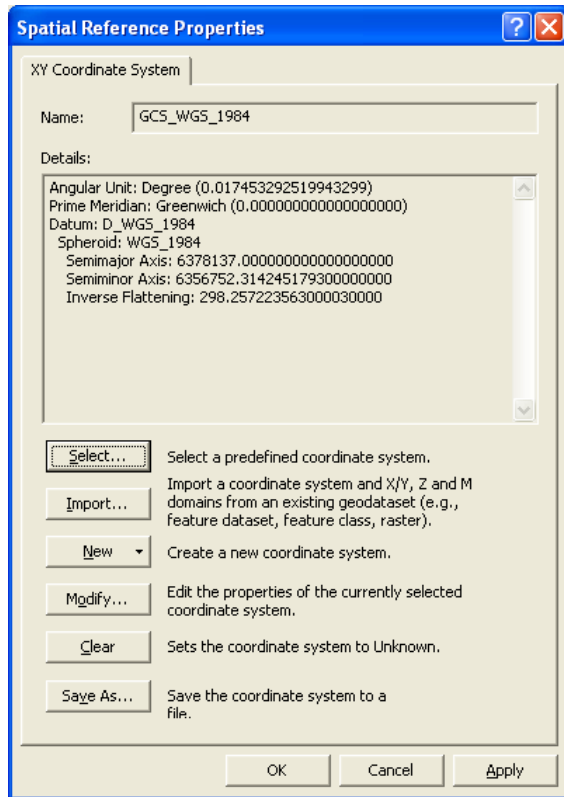 Spatial Reference Properties
XY Coordinate System
Name: GCS_WGS_1984
Details:
Angular Unit: Degree (0.017453292519943299)
Prime Meridian: Greenwich (0.000000000000000000)
Datum: D_WGS_1984
Spheroid: WGS_1984
Semimajor Axis: 6378137.000000000000000000
Semiminor Axis: 6356752.314245179300000000
Inverse Flattening: 298.257223563000030000
Select... Select a predefined coordinate system.
Import a coordinate system and X/Y, Z and M
Import... domains from an existing geodataset (e.g.,
feature dataset, feature class, raster).
New Create a new coordinate system.
Modify... Edit the properties of the currently selected
coordinate system.
Clear Sets the coordinate system to Unknown.
Save As... Save the coordinate system to a
file.
OK Cancel Apply